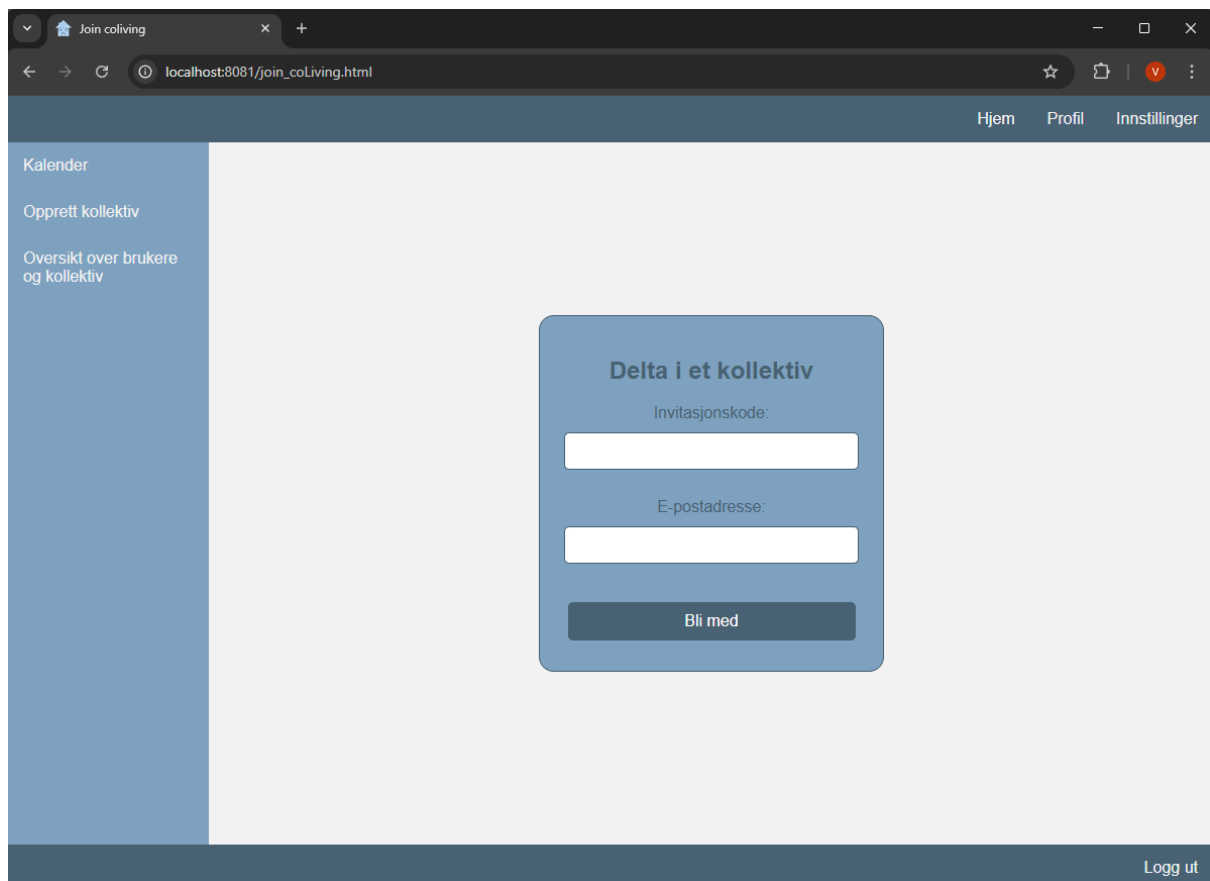 Join coliving
localhost:8081/join_coLiving.html
V
Hjem Profil Innstillinger
Kalender
Opprett kollektiv
Oversikt over brukere
og kollektiv
Delta i et kollektiv
Invitasjonskode:
E-postadresse:
Bli med
Logg ut